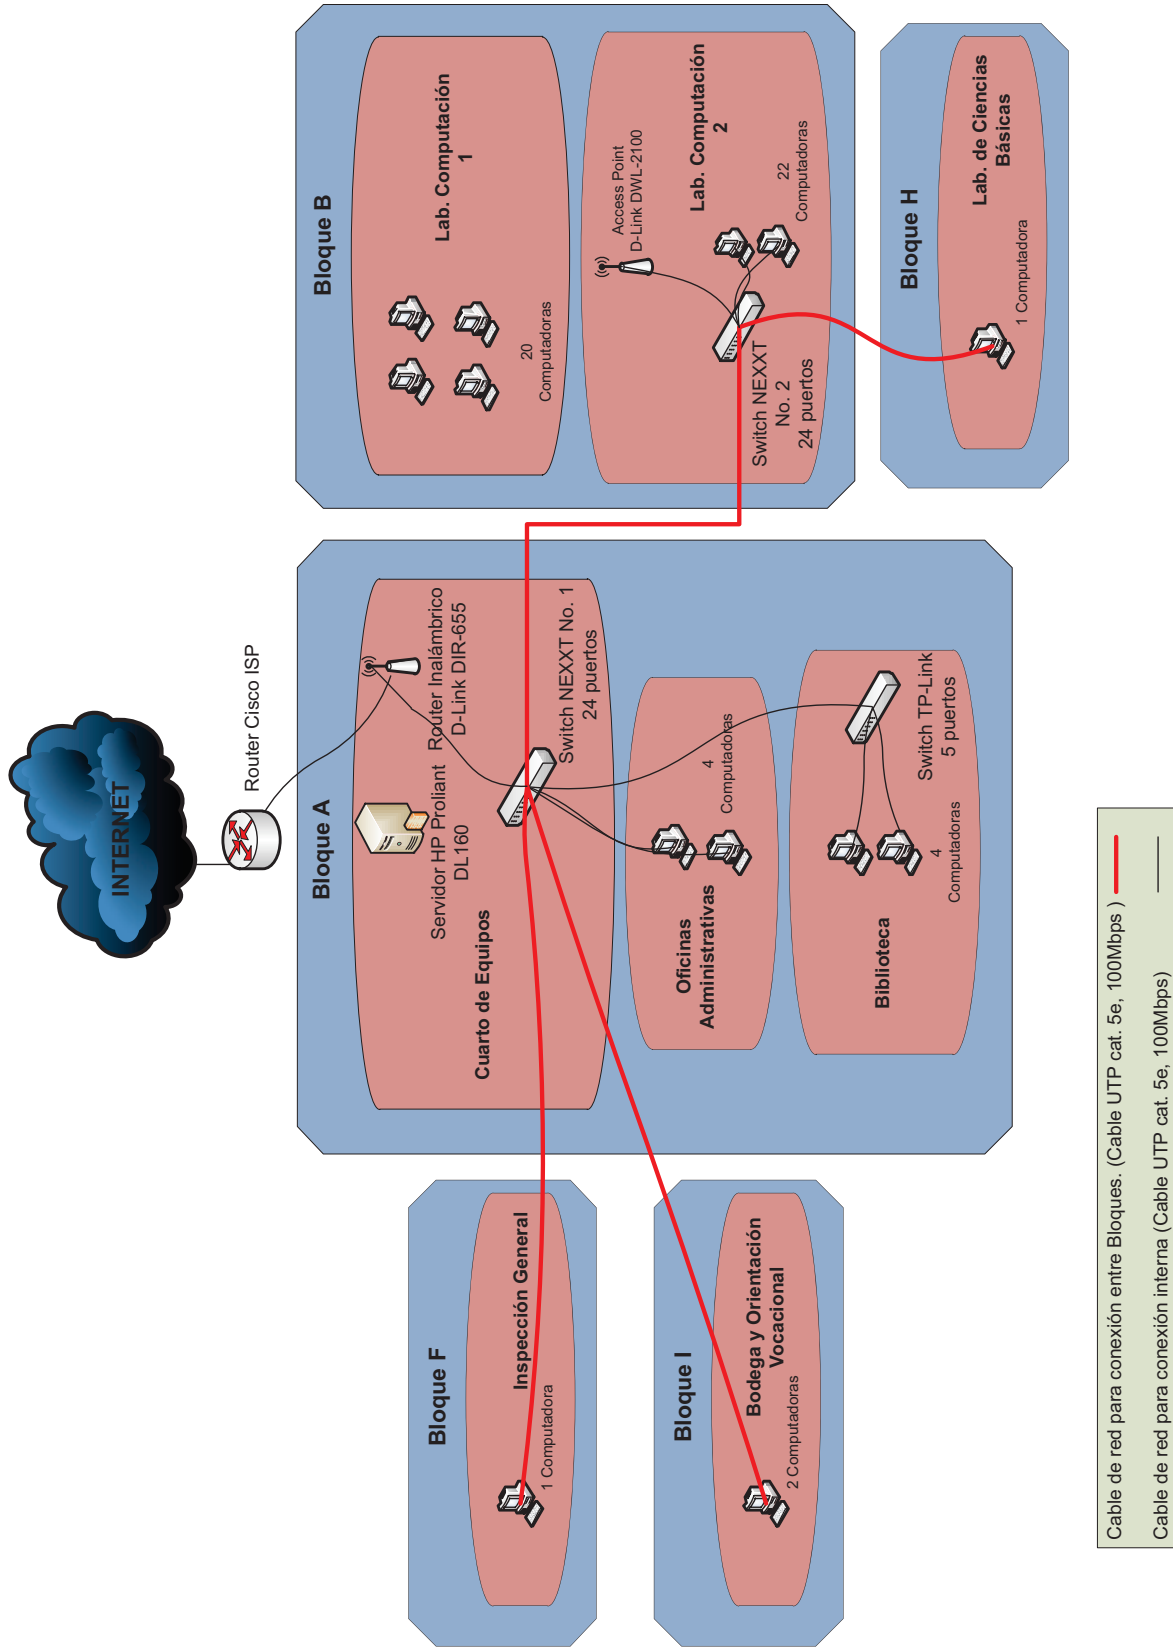 INTERNET
Router Cisco ISP
Bloque F
Inspección General
1 Computadora
Bloque I
Bodega y Orientación
Vocacional
2 Computadoras
Bloque A
Servidor HP Proliant
DL160
Router Inalámbrico
D-Link DIR-655
Cuarto de Equipos
Switch NEXXT No. 1
24 puertos
Oficinas
Administrativas
4
Computadoras
Biblioteca
4
Computadoras
Switch TP-Link
5 puertos
Bloque B
Lab. Computación
1
20
Computadoras
Access Point
D-Link DWL-2100
Lab. Computación
2
22
Computadoras
Switch NEXXT
No. 2
24 puertos
Bloque H
Lab. de Ciencias
Básicas
1 Computadora
Cable de red para conexión entre Bloques. (Cable UTP cat. 5e, 100Mbps )
Cable de red para conexión interna (Cable UTP cat. 5e, 100Mbps)